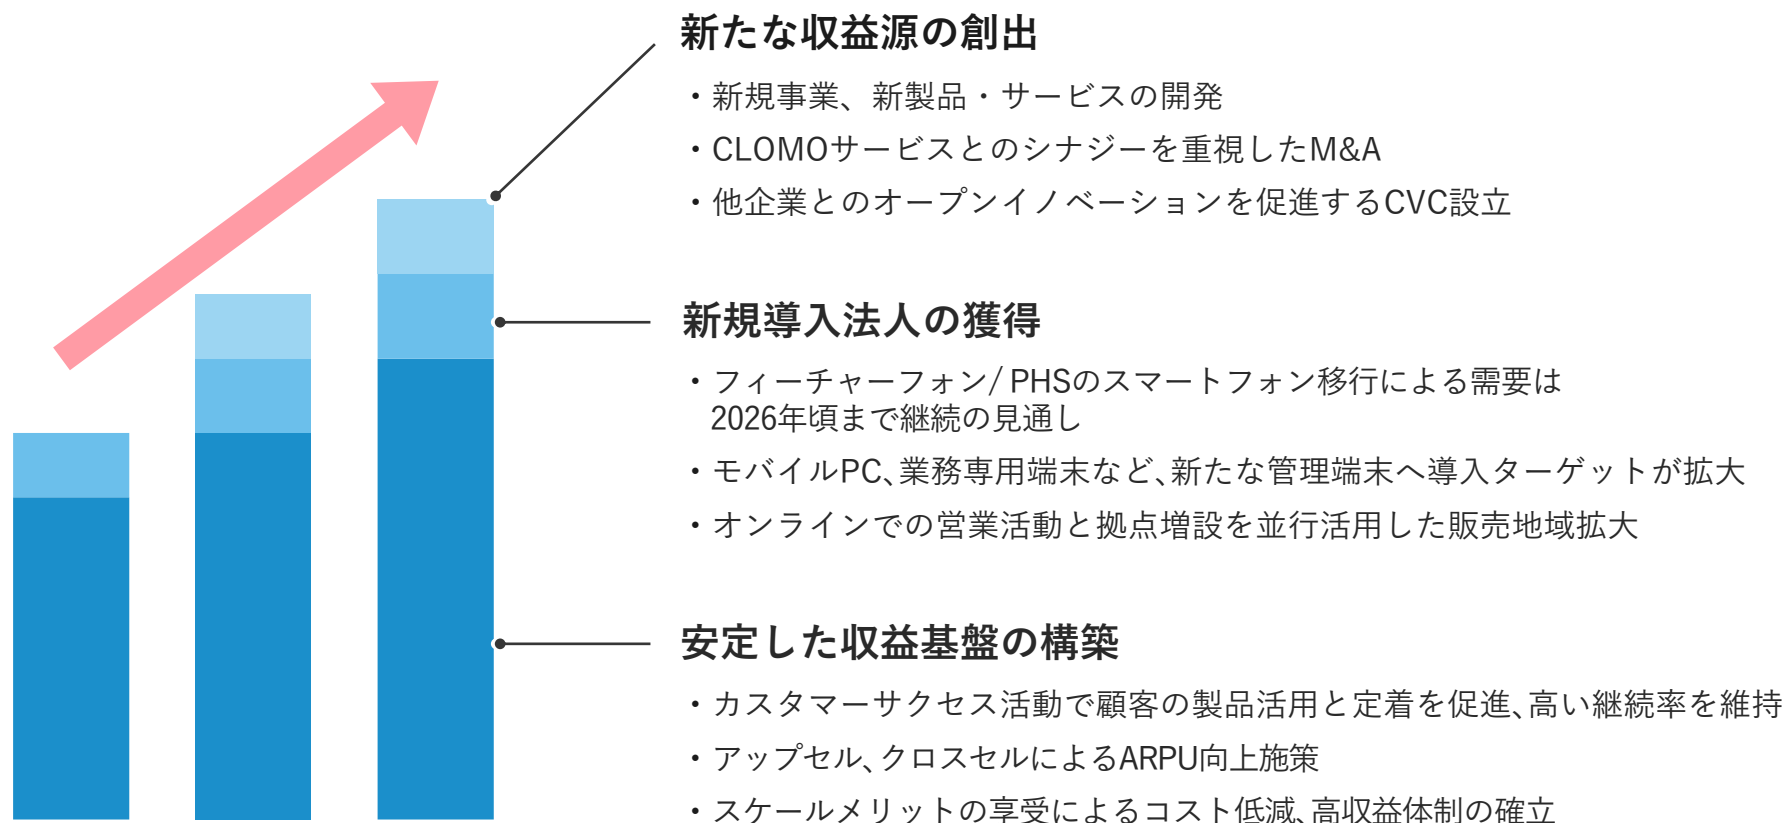 新たな収益源の創出
・新規事業、新製品・サービスの開発
・CLOMOサービスとのシナジーを重視したM&A
・他企業とのオープンイノベーションを促進するCVC設立
新規導入法人の獲得
・フィーチャーフォン/ PHSのスマートフォン移行による需要は
2026年頃まで継続の見通し
・モバイルPC、業務専用端末など、新たな管理端末へ導入ターゲットが拡大
・オンラインでの営業活動と拠点増設を並行活用した販売地域拡大
安定した収益基盤の構築
・カスタマーサクセス活動で顧客の製品活用と定着を促進、高い継続率を維持
・アップセル、クロスセルによるARPU向上施策
・スケールメリットの享受によるコスト低減、高収益体制の確立